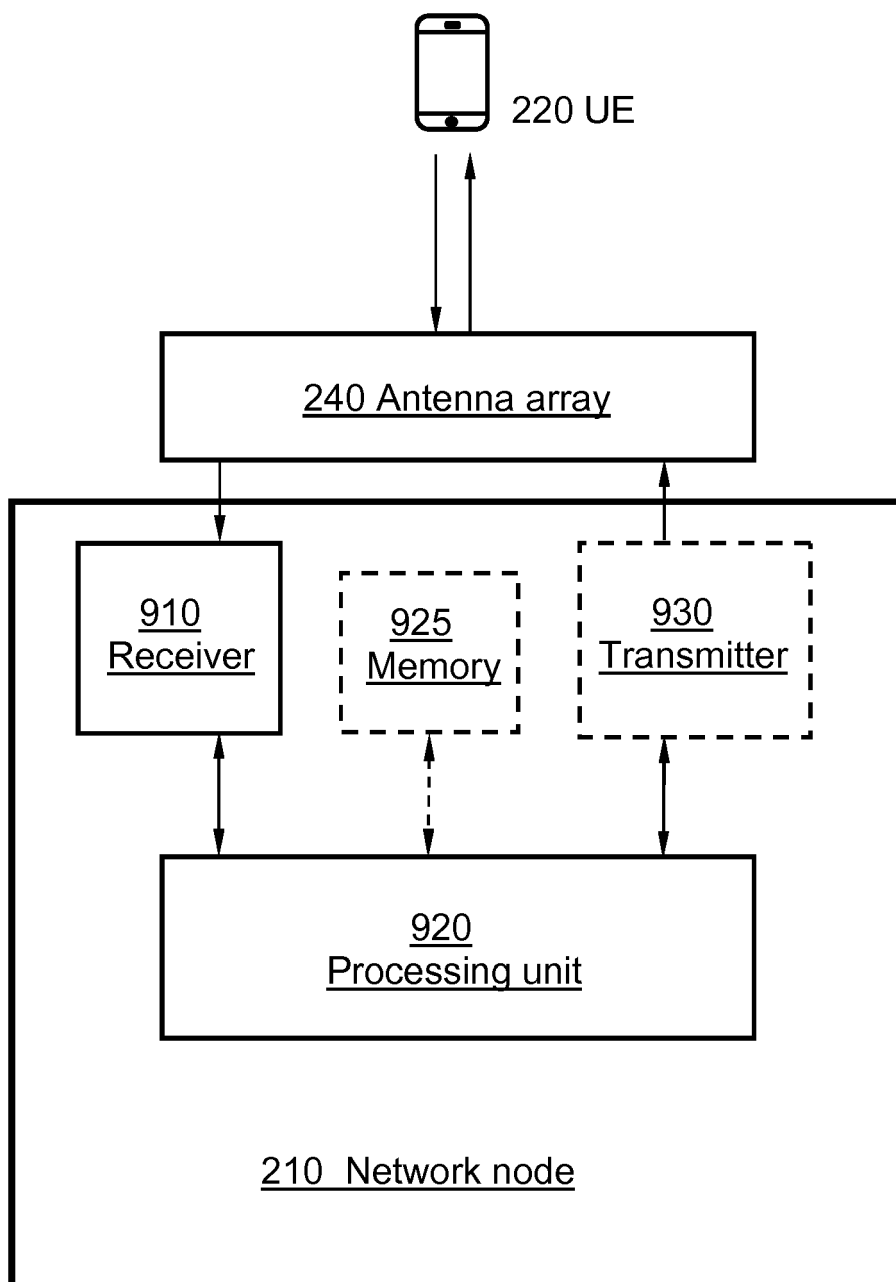 220 UE
240 Antenna array
910
Receiver
925
Memory
930
Transmitter
920
Processing unit
210 Network node